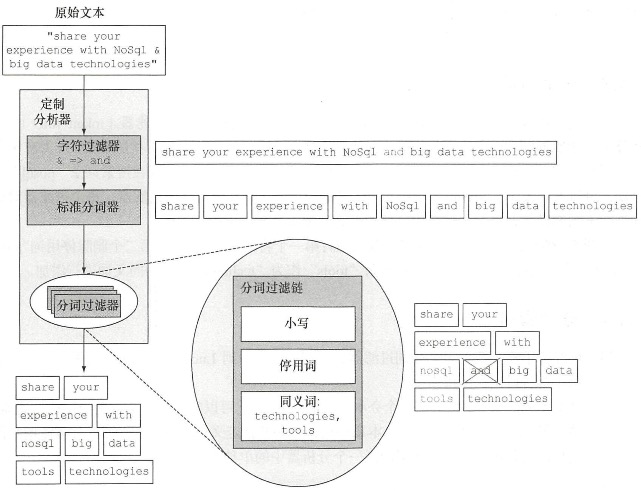 原始文本
"share your
experience with NoSql &
big data technologies"
定制
分析器
字符过滤器
& => and
share your experience with NoSql and big data technologies
标准分词器
share your experience with NoSql and big data technologies
分词过滤器
分词过滤链
小写
停用词
同义词:
technologies,
tools
share your
experience with
nosql and big data
tools technologies
share your
experience with
nosql big data
tools technologies